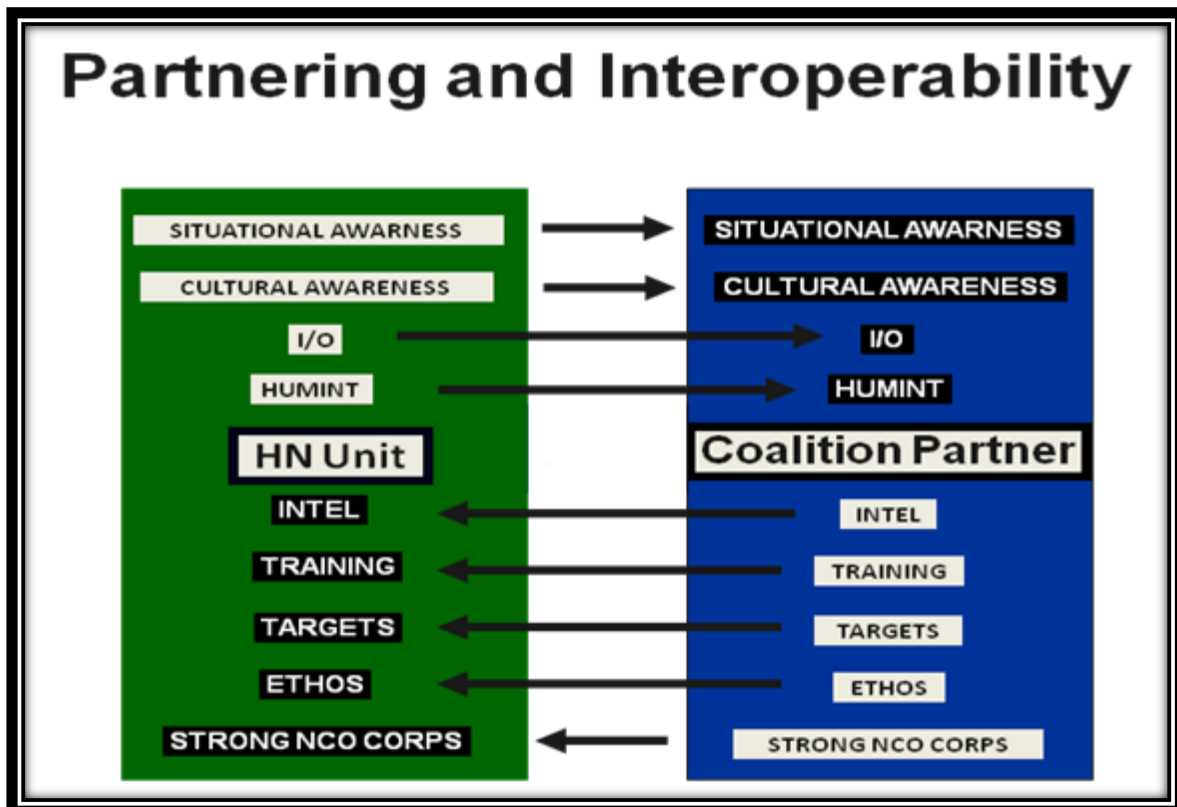 Partnering and Interoperability
SITUATIONAL AWARNESS
SITUATIONAL AWARNESS
CULTURAL AWARENESS
CULTURAL AWARENESS
I/O
I/O
HUMINT
HUMINT
HN Unit
Coalition Partner
INTEL
INTEL
TRAINING
TRAINING
TARGETS
TARGETS
ETHOS
ETHOS
STRONG NCO CORPS
STRONG NCO CORPS